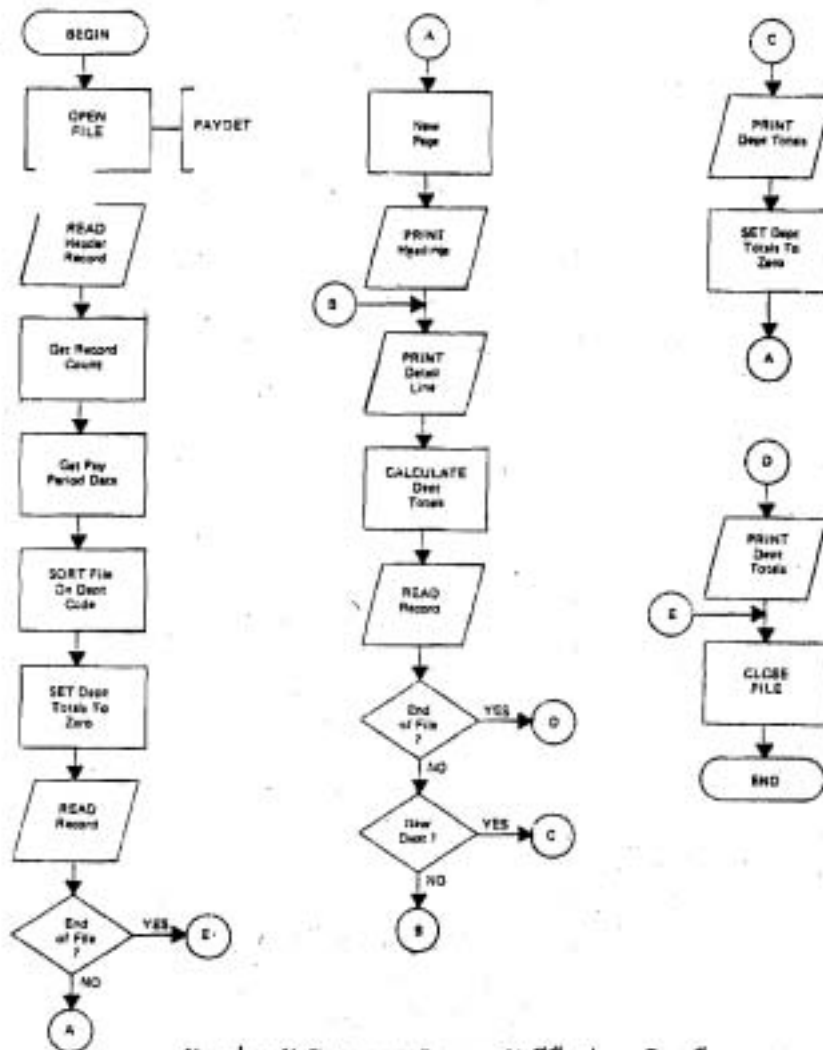 BEGIN
OPEN
FILE
PAYDET
READ
Header
Record
Get Record
Count
Get Pay
Period Date
SORT File
On Dept
Code
SET Dept
Totals To
Zero
READ
Record
End
of File
?
YES
E
NO
A
A
New
Page
PRINT
Headings
B
PRINT
Detail
Line
CALCULATE
Dept
Totals
READ
Record
End
of File
?
YES
D
NO
New
Dept ?
YES
C
NO
B
C
PRINT
Dept Totals
SET Dept
Totals To
Zero
A
D
PRINT
Dept
Totals
E
CLOSE
FILE
END